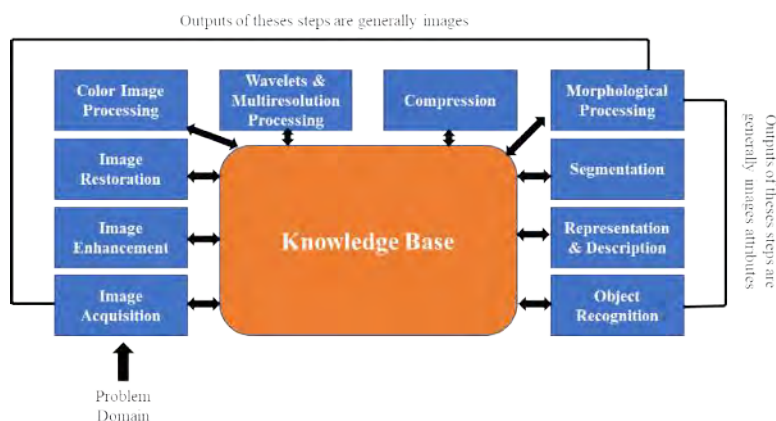 Outputs of theses steps are generally images
Color Image
Processing
Wavelets &
Multiresolution
Processing
Compression
Morphological
Processing
Image
Restoration
Segmentation
Image
Enhancement
Knowledge Base
Representation
& Description
Image
Acquisition
Object
Recognition
Outputs of theses steps are
generally images attributes
Problem
Domain